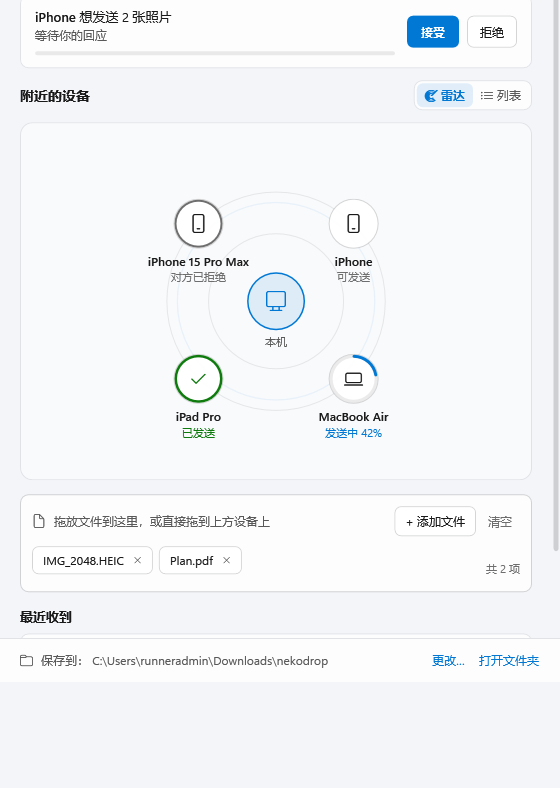 iPhone 想发送 2 张照片
等待你的回应
接受
拒绝
附近的设备
雷达
列表
iPhone 15 Pro Max
对方已拒绝
iPhone
可发送
本机
iPad Pro
已发送
MacBook Air
发送中 42%
拖放文件到这里，或直接拖到上方设备上
+ 添加文件
清空
IMG_2048.HEIC ×
Plan.pdf ×
共 2 项
最近收到
保存到： C:\Users\runneradmin\Downloads\nekodrop
更改...
打开文件夹